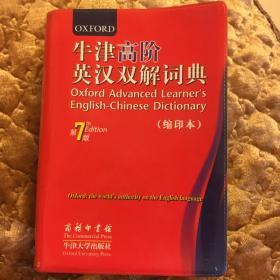 OXFORD
牛津高阶
英汉双解词典
Oxford Advanced Learner's
English-Chinese Dictionary
第7版 7th Edition
(缩印本)
Oxford: the world's authority on the English language
商务印书馆
The Commercial Press
牛津大学出版社
Oxford University Press